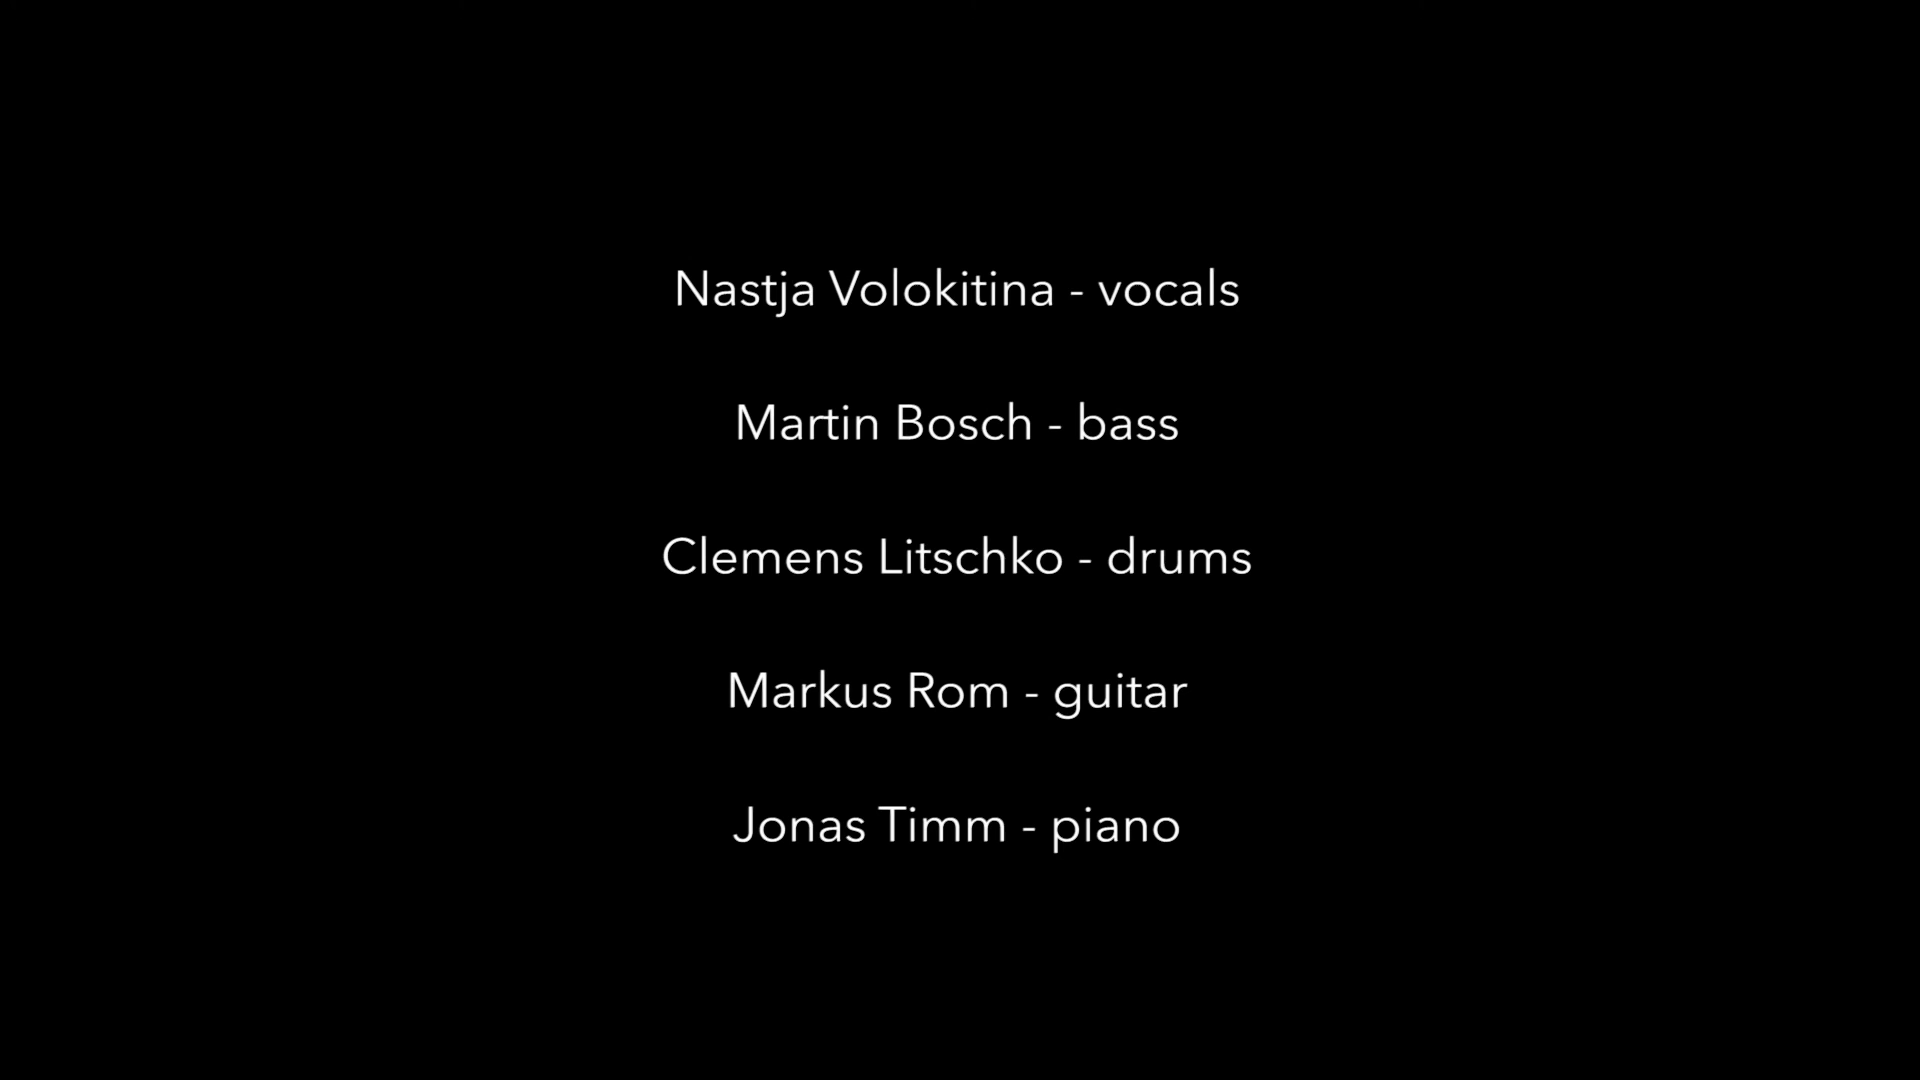 Nastja Volokitina - vocals
Martin Bosch - bass
Clemens Litschko - drums
Markus Rom - guitar
Jonas Timm - piano